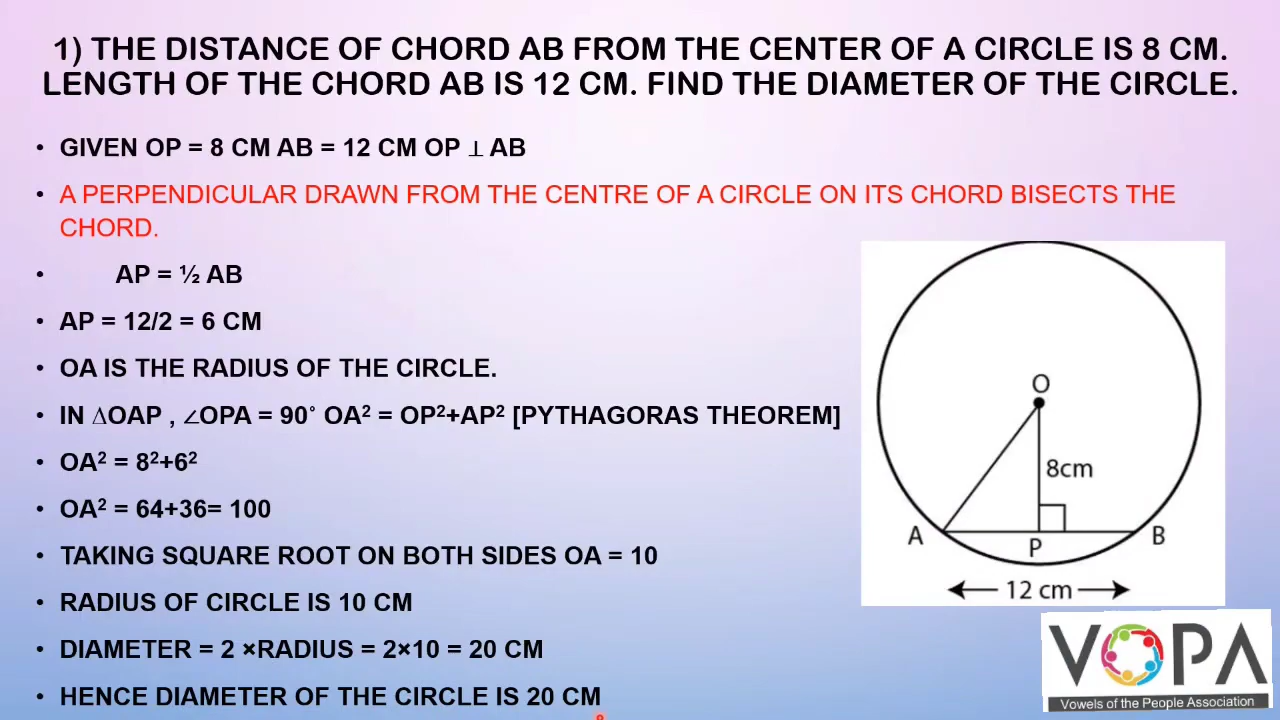 1) THE DISTANCE OF CHORD AB FROM THE CENTER OF A CIRCLE IS 8 CM.
LENGTH OF THE CHORD AB IS 12 CM. FIND THE DIAMETER OF THE CIRCLE.
• GIVEN OP = 8 CM AB = 12 CM OP ⊥ AB
• A PERPENDICULAR DRAWN FROM THE CENTRE OF A CIRCLE ON ITS CHORD BISECTS THE
CHORD.
• AP = ½ AB
• AP = 12/2 = 6 CM
• OA IS THE RADIUS OF THE CIRCLE.
• IN ∆OAP , ∠OPA = 90˚ OA² = OP²+AP² [PYTHAGORAS THEOREM]
• OA² = 8²+6²
• OA² = 64+36= 100
• TAKING SQUARE ROOT ON BOTH SIDES OA = 10
• RADIUS OF CIRCLE IS 10 CM
• DIAMETER = 2 ×RADIUS = 2×10 = 20 CM
• HENCE DIAMETER OF THE CIRCLE IS 20 CM
O
8cm
A
P
B
12 cm
VOPA
Vowels of the People Association